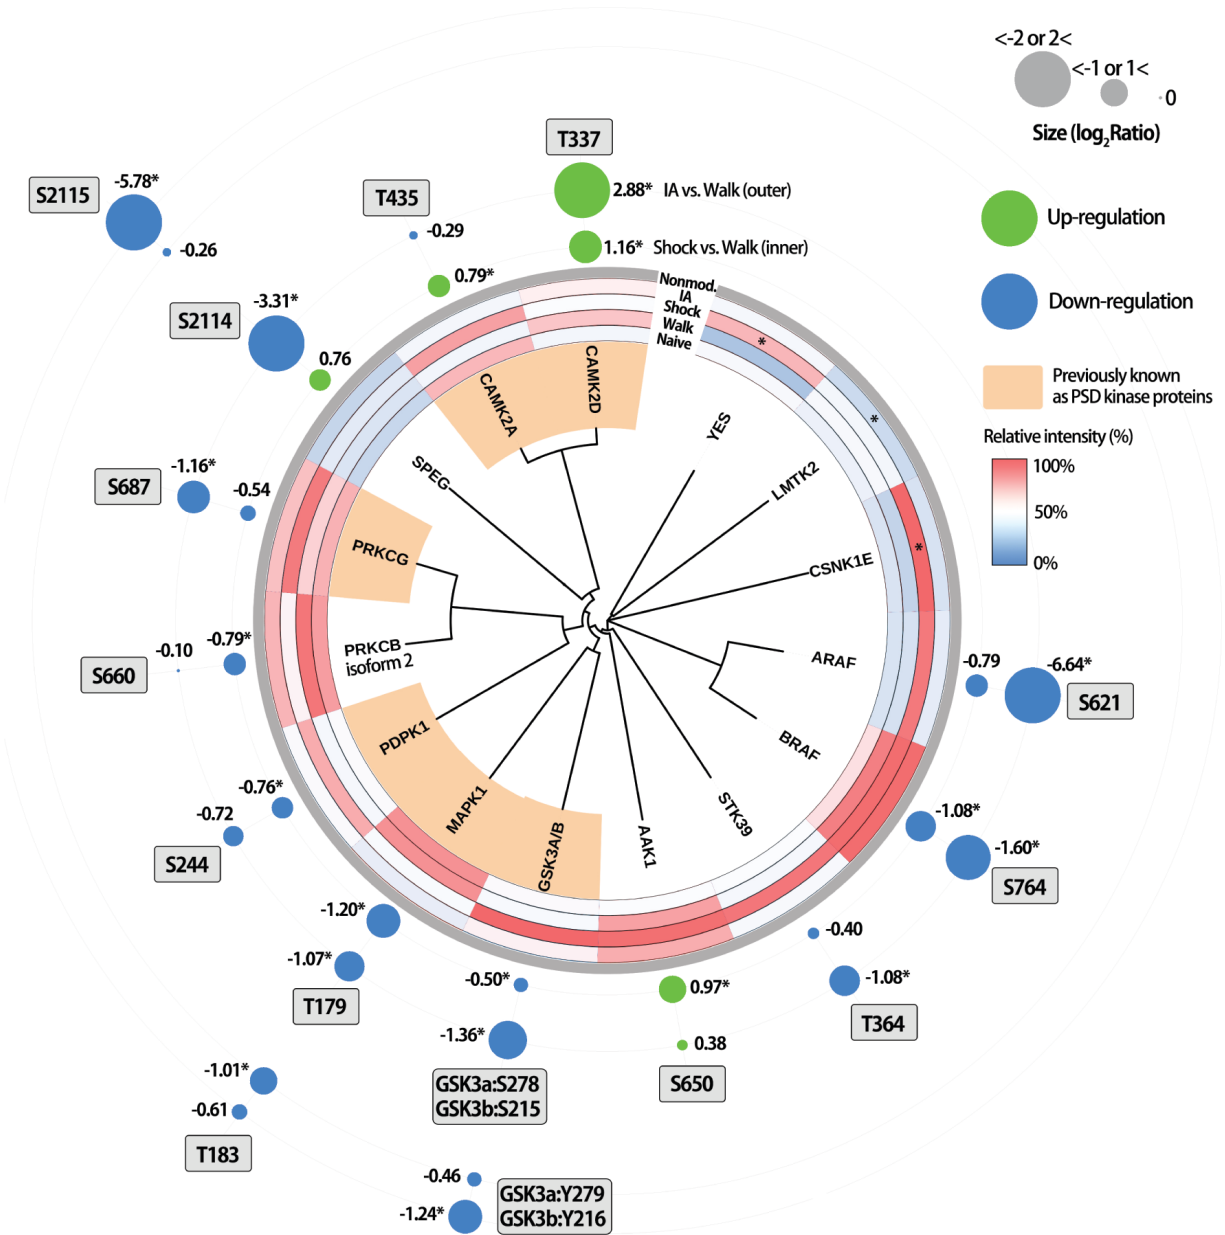 <-2 or 2<
<-1 or 1<
0
Size (log2Ratio)
T337
2.88* IA vs. Walk (outer)
1.16* Shock vs. Walk (inner)
Up-regulation
Down-regulation
Previously known
as PSD kinase proteins
Relative intensity (%)
100%
50%
0%
S2115
-5.78*
-0.26
T435
-0.29
0.79*
S2114
-3.31*
0.76
S687
-1.16*
-0.54
S660
-0.10
-0.79*
S244
-0.76*
-0.72
T179
-1.20*
-1.07*
T183
-1.01*
-0.61
-0.50*
-1.36*
GSK3a:S278
GSK3b:S215
-0.46
-1.24*
GSK3a:Y279
GSK3b:Y216
0.97*
0.38
S650
-0.40
-1.08*
T364
-1.08*
-1.60*
S764
-0.79
-6.64*
S621
Nonmod.
IA
Shock
Walk
Naive
*
*
*
CAMK2D
CAMK2A
SPEG
PRKCG
PRKCB
isoform 2
PDPK1
MAPK1
GSK3A/B
AAK1
STK39
BRAF
ARAF
CSNK1E
LMTK2
YES